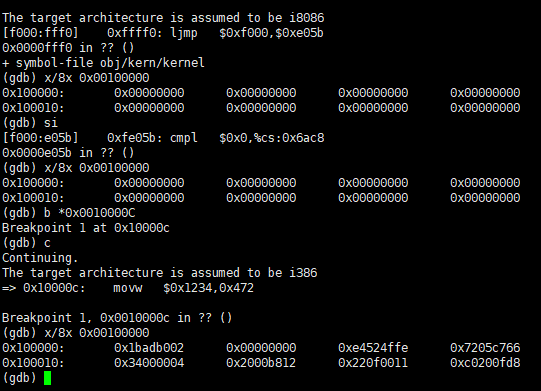 The target architecture is assumed to be i8086
[f000:fff0]    0xffff0: ljmp   $0xf000,$0xe05b
0x0000fff0 in ?? ()
+ symbol-file obj/kern/kernel
(gdb) x/8x 0x00100000
0x100000:       0x00000000      0x00000000      0x00000000      0x00000000
0x100010:       0x00000000      0x00000000      0x00000000      0x00000000
(gdb) si
[f000:e05b]    0xfe05b: cmpl   $0x0,%cs:0x6ac8
0x0000e05b in ?? ()
(gdb) x/8x 0x00100000
0x100000:       0x00000000      0x00000000      0x00000000      0x00000000
0x100010:       0x00000000      0x00000000      0x00000000      0x00000000
(gdb) b *0x0010000C
Breakpoint 1 at 0x10000c
(gdb) c
Continuing.
The target architecture is assumed to be i386
=> 0x10000c:    movw   $0x1234,0x472
Breakpoint 1, 0x0010000c in ?? ()
(gdb) x/8x 0x00100000
0x100000:       0x1badb002      0x00000000      0xe4524ffe      0x7205c766
0x100010:       0x34000004      0x2000b812      0x220f0011      0xc0200fd8
(gdb)